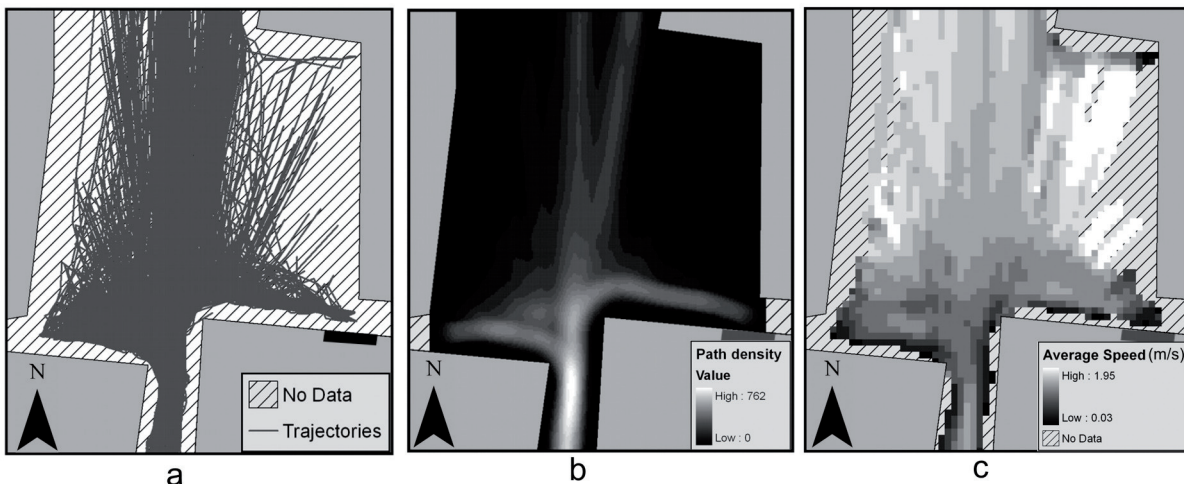 N
No Data
Trajectories
a
N
Path density
Value
High : 762
Low : 0
b
N
Average Speed (m/s)
High : 1.95
Low : 0.03
No Data
c